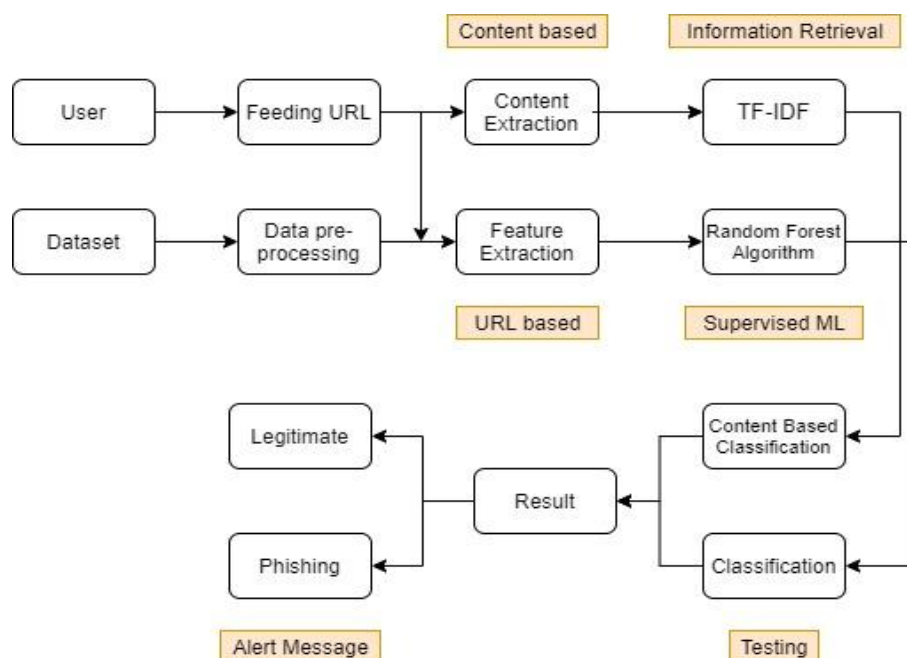 Content based
Information Retrieval
User
Feeding URL
Content
Extraction
TF-IDF
Dataset
Data pre-
processing
Feature
Extraction
Random Forest
Algorithm
URL based
Supervised ML
Legitimate
Content Based
Classification
Result
Phishing
Classification
Alert Message
Testing